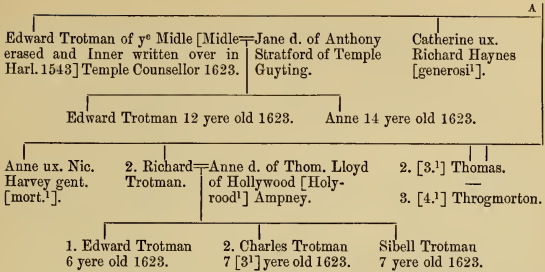 A
Edward Trotman of yᵉ Midle [Midle=Jane d. of Anthony
erased and Inner written over in
Harl. 1543] Temple Counsellor 1623.
Stratford of Temple
Guyting.
Catherine ux.
Richard Haynes
[generosi¹].
Edward Trotman 12 yere old 1623.
Anne 14 yere old 1623.
Anne ux. Nic.
Harvey gent.
[mort.¹].
2. Richard=Anne d. of Thom. Lloyd
Trotman.
of Hollywood [Holy-
rood¹] Ampney.
2. [3.¹] Thomas.
—
3. [4.¹] Throgmorton.
1. Edward Trotman
6 yere old 1623.
2. Charles Trotman
7 [3¹] yere old 1623.
Sibell Trotman
7 yere old 1623.